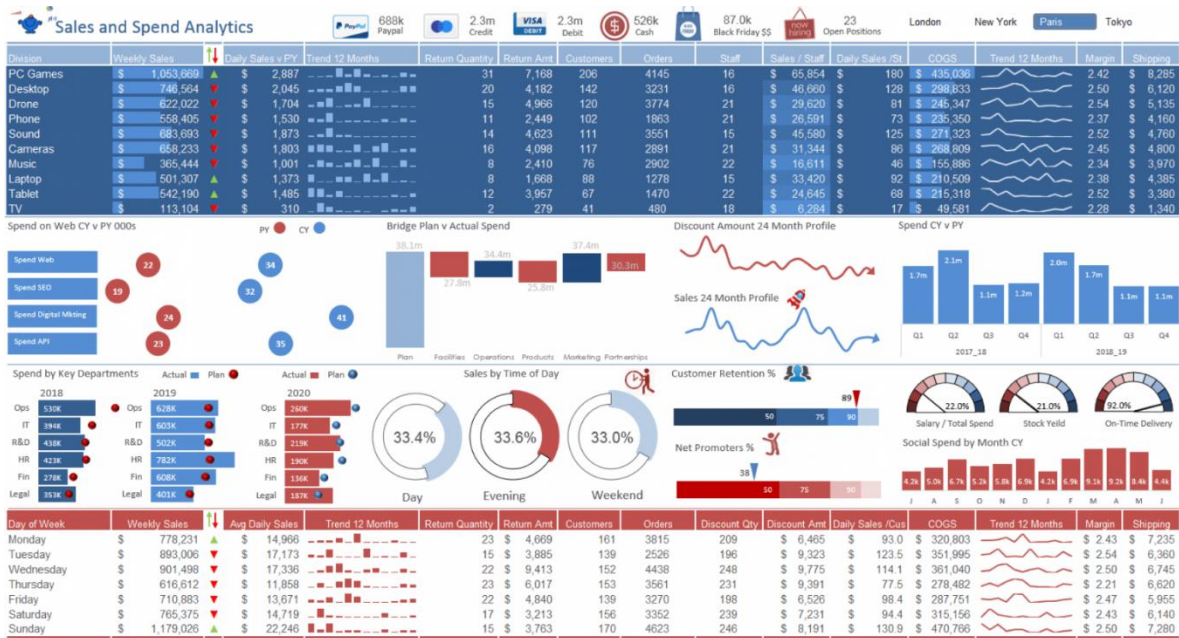 Sales and Spend Analytics
PayPal 688k Paypal
2.3m Credit
VISA DEBIT 2.3m Debit
526k Cash
87.0k Black Friday $$
now hiring 23 Open Positions
London New York Paris Tokyo
Division Weekly Sales Daily Sales v PY Trend 12 Months Return Quantity Return Amt Customers Orders Staff Sales / Staff Daily Sales /St COGS Trend 12 Months Margin Shipping
PC Games $ 1,053,669 $ 2,887 31 7,168 206 4145 16 $ 65,854 $ 180 $ 435,036 2.42 $ 8,285
Desktop $ 746,564 $ 2,045 20 4,182 142 3231 16 $ 46,660 $ 128 $ 298,833 2.50 $ 6,120
Drone $ 622,022 $ 1,704 15 4,966 120 3774 21 $ 29,620 $ 81 $ 245,347 2.54 $ 5,135
Phone $ 558,405 $ 1,530 11 2,449 102 1863 21 $ 26,591 $ 73 $ 235,350 2.37 $ 4,160
Sound $ 683,693 $ 1,873 14 4,623 111 3551 15 $ 45,580 $ 125 $ 271,323 2.52 $ 4,760
Cameras $ 658,233 $ 1,803 16 4,098 117 2891 21 $ 31,344 $ 86 $ 268,809 2.45 $ 4,800
Music $ 365,444 $ 1,001 8 2,410 76 2902 22 $ 16,611 $ 46 $ 155,886 2.34 $ 3,970
Laptop $ 501,307 $ 1,373 8 1,668 88 1278 15 $ 33,420 $ 92 $ 210,509 2.38 $ 4,385
Tablet $ 542,190 $ 1,485 12 3,957 67 1470 22 $ 24,645 $ 68 $ 215,318 2.52 $ 3,380
TV $ 113,104 $ 310 2 279 41 480 18 $ 6,284 $ 17 $ 49,581 2.28 $ 1,340
Spend on Web CY v PY 000s
PY CY
Spend Web 22 34
Spend SEO 19 32
Spend Digital Mkting 24 41
Spend API 23 35
Bridge Plan v Actual Spend
38.1m 27.8m 34.4m 25.8m 37.4m 30.3m
Plan Facilities Operations Products Marketing Partnerships
Discount Amount 24 Month Profile
Sales 24 Month Profile
Spend CY v PY
1.7m 2.1m 1.1m 1.2m 2.0m 1.7m 1.1m 1.1m
Q1 Q2 Q3 Q4 Q1 Q2 Q3 Q4
2017_18 2018_19
Spend by Key Departments
Actual Plan
Actual Plan
2018 2019 2020
Ops 530K Ops 628K Ops 260K
IT 394K IT 603K IT 177K
R&D 438K R&D 502K R&D 219K
HR 423K HR 782K HR 190K
Fin 278K Fin 608K Fin 136K
Legal 353K Legal 401K Legal 187K
Sales by Time of Day
33.4% 33.6% 33.0%
Day Evening Weekend
Customer Retention %
89
50 75 90
Net Promoters %
38
50 75 90
22.0% 21.0% 92.0%
Salary / Total Spend Stock Yeild On-Time Delivery
Social Spend by Month CY
4.2k 5.0k 6.7k 5.2k 5.8k 6.9k 4.2k 6.9k 9.1k 9.2k 8.4k 4.4k
J A S O N D J F M A M J
Day of Week Weekly Sales Avg Daily Sales Trend 12 Months Return Quantity Return Amt Customers Orders Discount Qty Discount Amt Daily Sales /Cus COGS Trend 12 Months Margin Shipping
Monday $ 778,231 $ 14,966 23 $ 4,669 161 3815 209 $ 6,465 $ 93.0 $ 320,803 $ 2.43 $ 7,235
Tuesday $ 893,006 $ 17,173 15 $ 3,885 139 2526 196 $ 9,323 $ 123.5 $ 351,995 $ 2.54 $ 6,360
Wednesday $ 901,498 $ 17,336 22 $ 9,413 152 4438 248 $ 9,775 $ 114.1 $ 361,040 $ 2.50 $ 6,745
Thursday $ 616,612 $ 11,858 23 $ 6,017 153 3561 231 $ 9,391 $ 77.5 $ 278,482 $ 2.21 $ 6,620
Friday $ 710,883 $ 13,671 22 $ 4,840 139 3270 198 $ 6,526 $ 98.4 $ 287,751 $ 2.47 $ 5,955
Saturday $ 765,375 $ 14,719 17 $ 3,213 156 3352 239 $ 7,231 $ 94.4 $ 315,156 $ 2.43 $ 6,140
Sunday $ 1,179,026 $ 22,246 15 $ 3,763 170 4623 246 $ 8,191 $ 130.9 $ 470,766 $ 2.50 $ 7,280